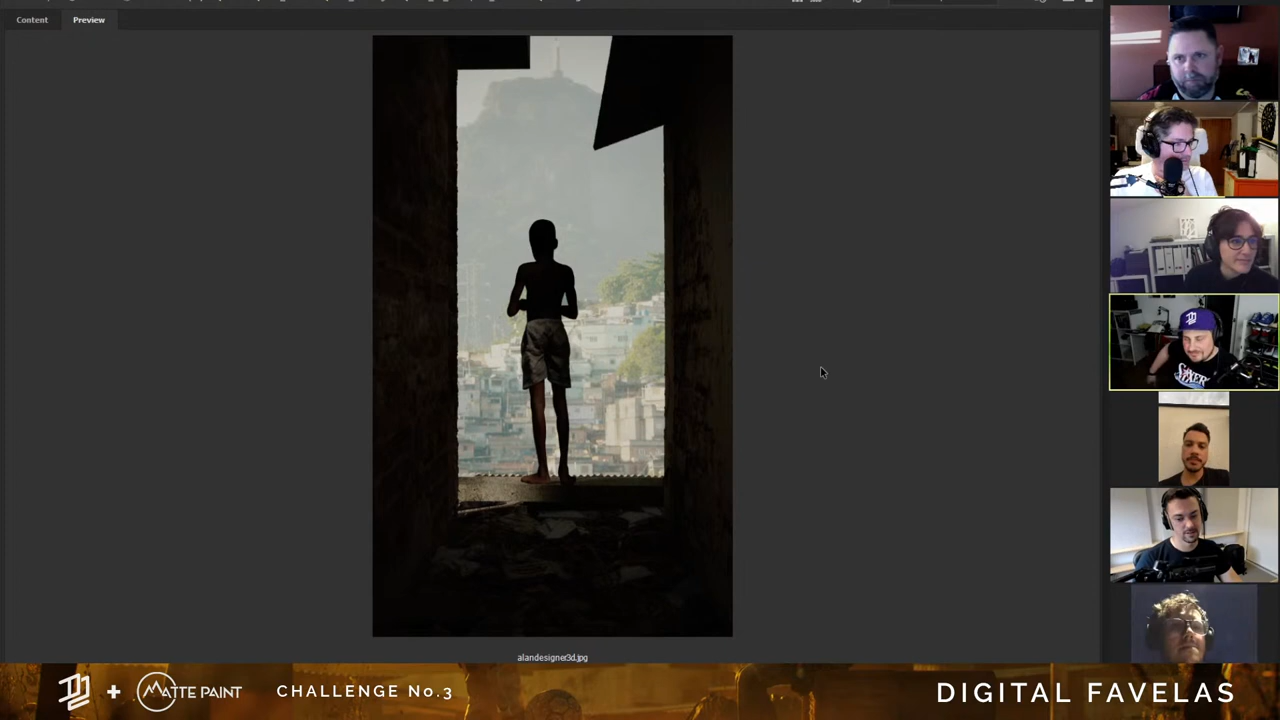 Content
Preview
alandesigner3d.jpg
+ MATTE PAINT
CHALLENGE No.3
DIGITAL FAVELAS